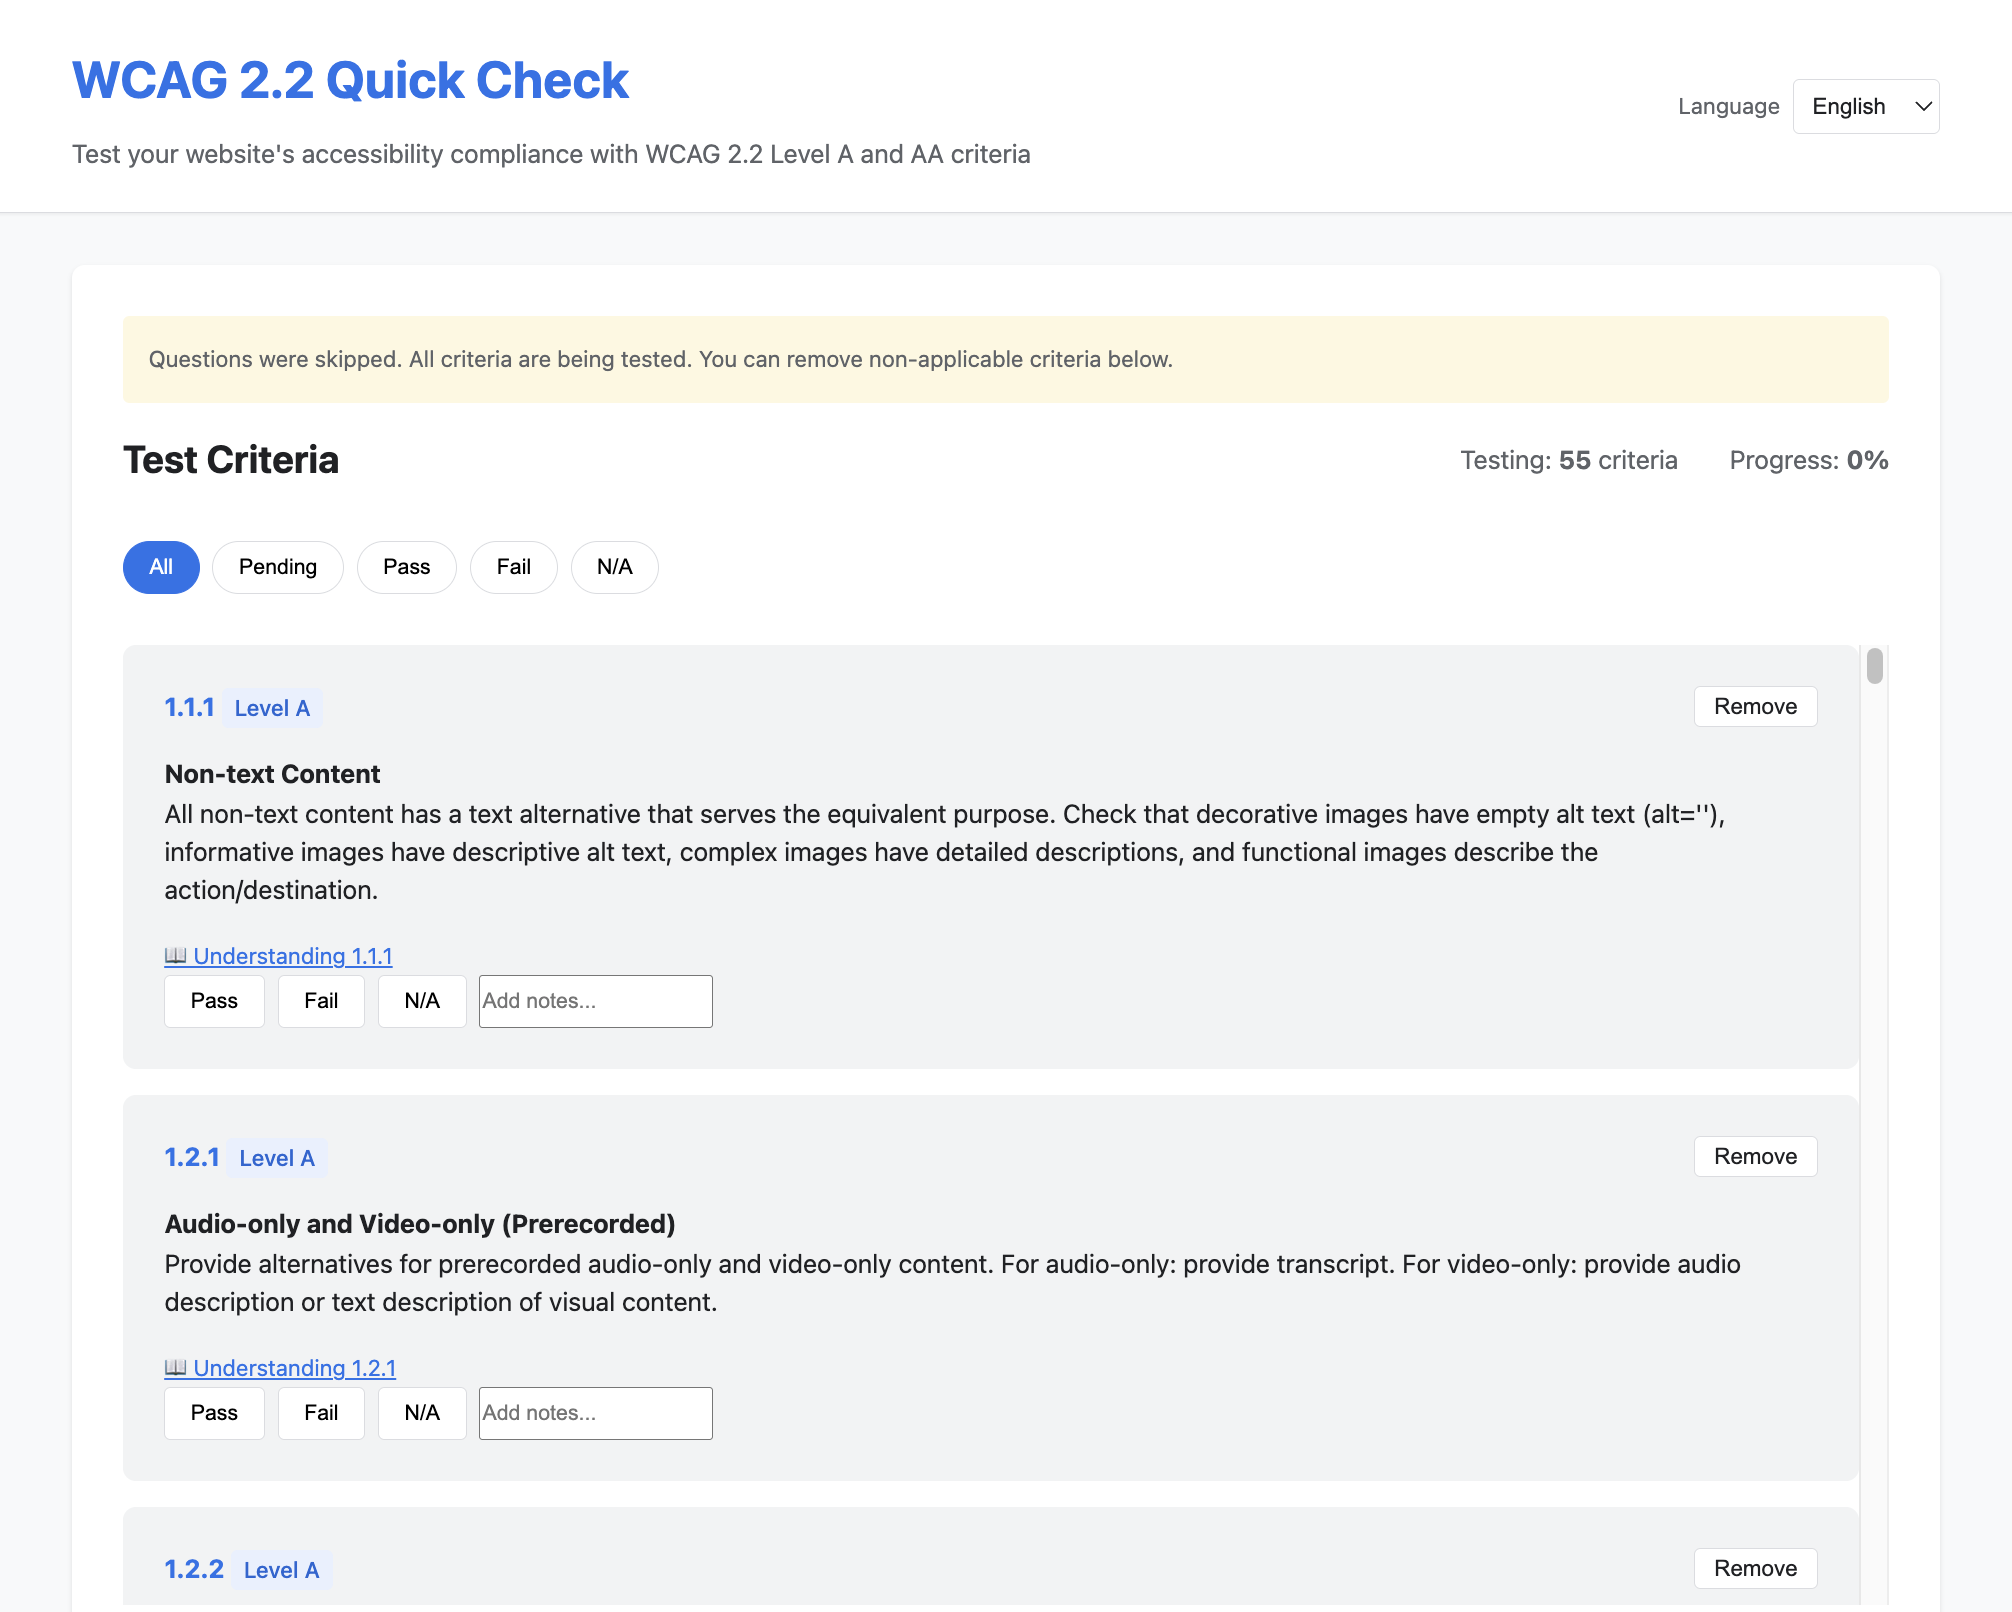 WCAG 2.2 Quick Check
Test your website's accessibility compliance with WCAG 2.2 Level A and AA criteria
Language
English
Questions were skipped. All criteria are being tested. You can remove non-applicable criteria below.
Test Criteria
Testing: 55 criteria
Progress: 0%
All
Pending
Pass
Fail
N/A
1.1.1 Level A
Remove
Non-text Content
All non-text content has a text alternative that serves the equivalent purpose. Check that decorative images have empty alt text (alt=''),
informative images have descriptive alt text, complex images have detailed descriptions, and functional images describe the
action/destination.
📖 Understanding 1.1.1
Pass
Fail
N/A
Add notes...
1.2.1 Level A
Remove
Audio-only and Video-only (Prerecorded)
Provide alternatives for prerecorded audio-only and video-only content. For audio-only: provide transcript. For video-only: provide audio
description or text description of visual content.
📖 Understanding 1.2.1
Pass
Fail
N/A
Add notes...
1.2.2 Level A
Remove